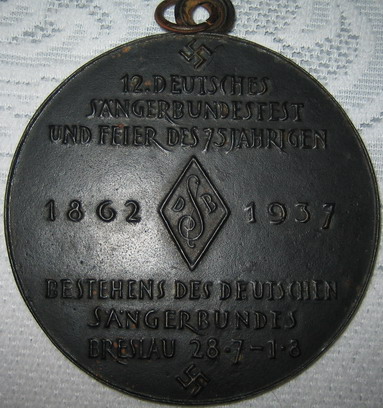 12. DEUTSCHES
SÄNGERBUNDESFEST
UND FEIER DES 75JÄHRIGEN
1862 DSB 1937
BESTEHENS DES DEUTSCHEN
SÄNGERBUNDES
BRESLAU 28·7–1·8